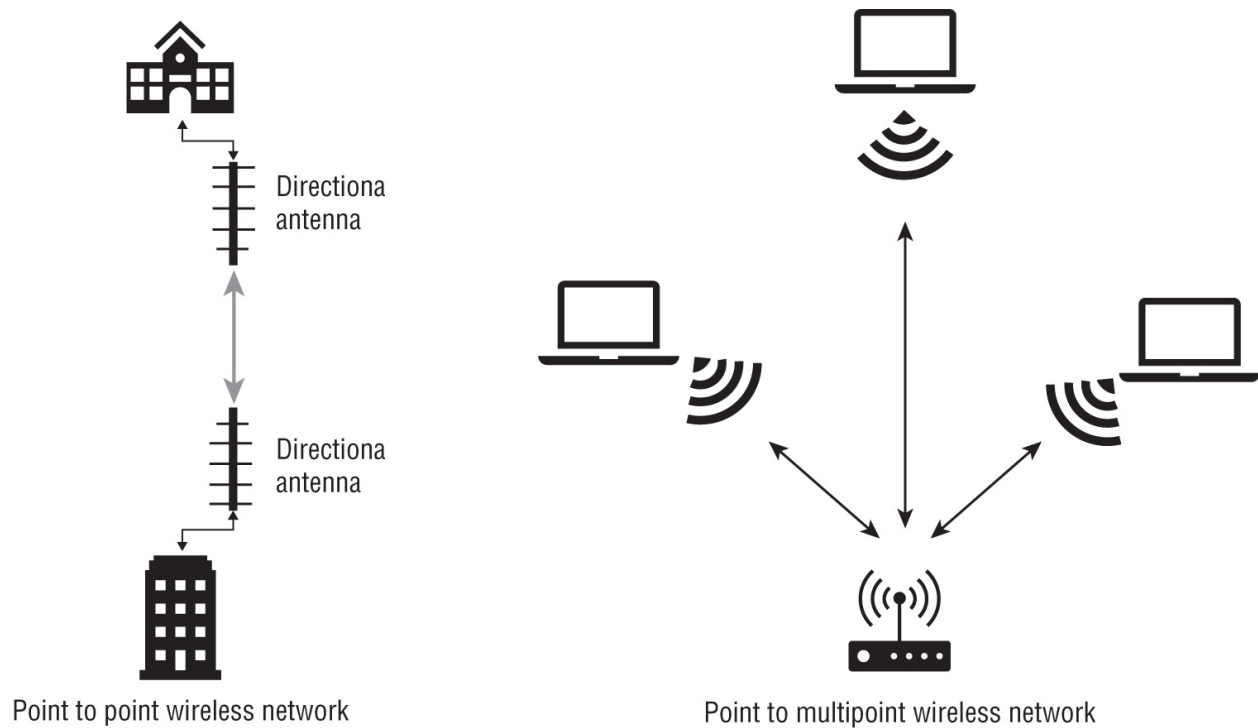 Directiona
antenna
Directiona
antenna
Point to point wireless network
Point to multipoint wireless network